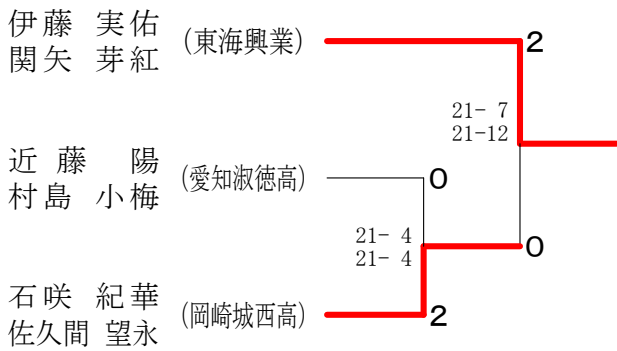 伊藤 実佑
関矢 芽紅
(東海興業)
2
21- 7
21-12
近藤 陽
村島 小梅
(愛知淑徳高)
0
21- 4
21- 4
0
石咲 紀華
佐久間 望永
(岡崎城西高)
2